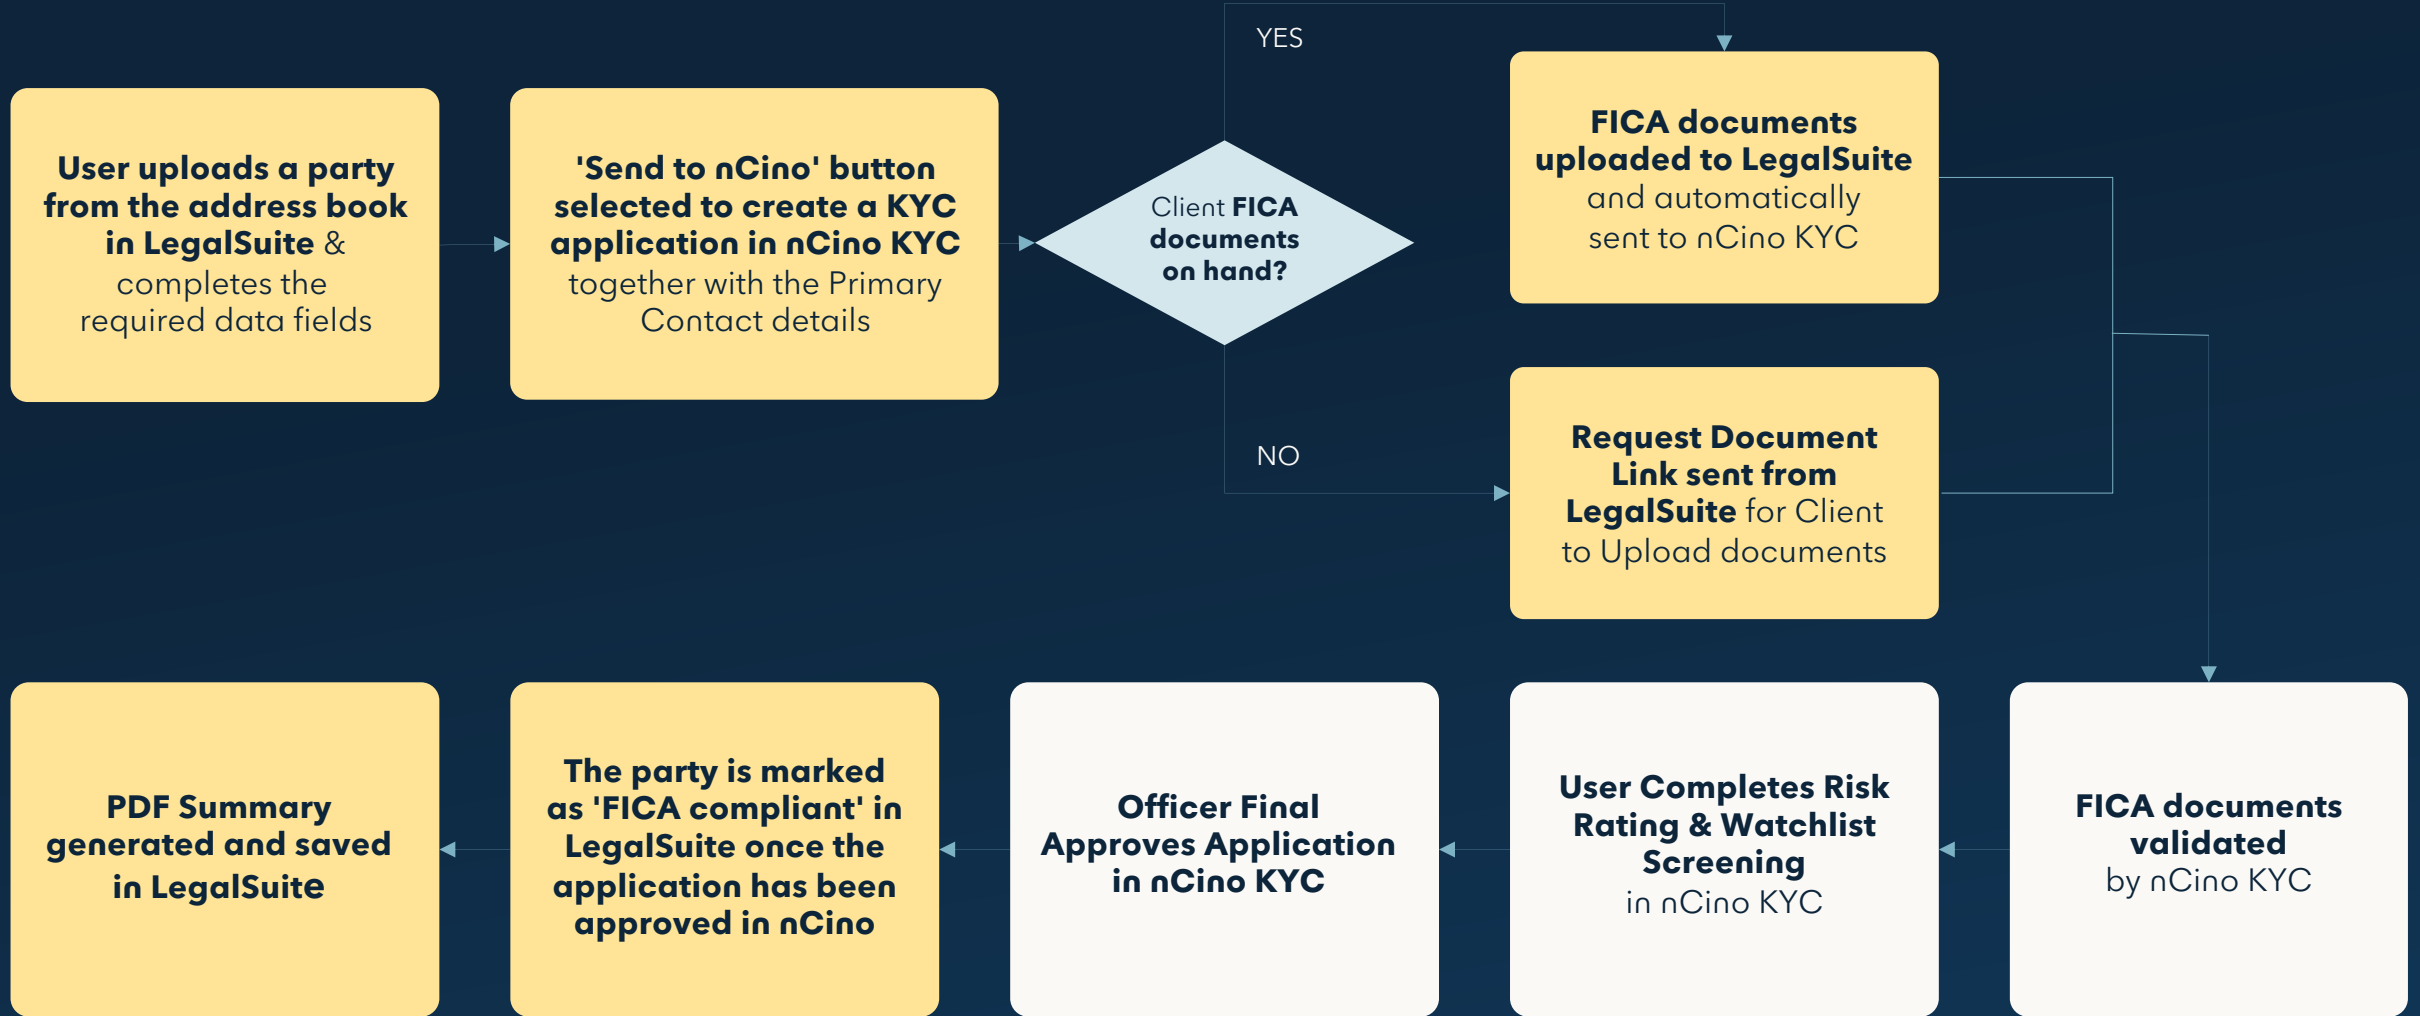 User uploads a party
from the address book
in LegalSuite &
completes the
required data fields
'Send to nCino' button
selected to create a KYC
application in nCino KYC
together with the Primary
Contact details
Client FICA
documents
on hand?
YES
FICA documents
uploaded to LegalSuite
and automatically
sent to nCino KYC
NO
Request Document
Link sent from
LegalSuite for Client
to Upload documents
FICA documents
validated
by nCino KYC
User Completes Risk
Rating & Watchlist
Screening
in nCino KYC
Officer Final
Approves Application
in nCino KYC
The party is marked
as 'FICA compliant' in
LegalSuite once the
application has been
approved in nCino
PDF Summary
generated and saved
in LegalSuite